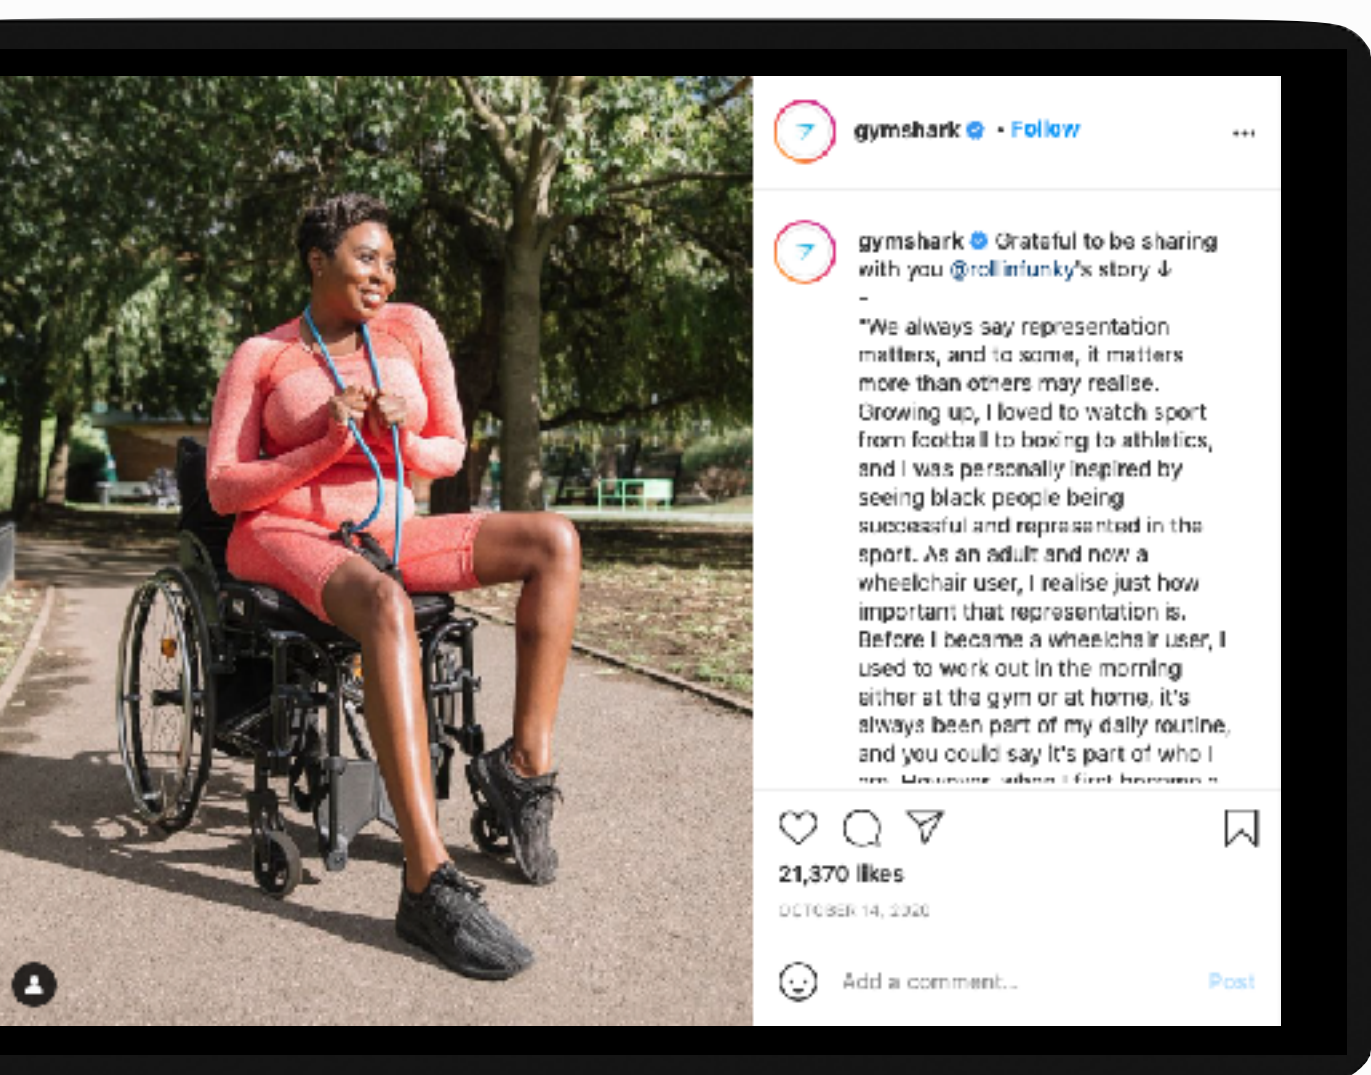 gymshark • Follow
gymshark Grateful to be sharing
with you @rollinfunky's story ↓
-
"We always say representation
matters, and to some, it matters
more than others may realise.
Growing up, I loved to watch sport
from football to boxing to athletics,
and I was personally inspired by
seeing black people being
successful and represented in the
sport. As an adult and now a
wheelchair user, I realise just how
important that representation is.
Before I became a wheelchair user, I
used to work out in the morning
either at the gym or at home, it's
always been part of my daily routine,
and you could say it's part of who I
am. However, when I first became a
21,370 likes
OCTOBER 14, 2020
Add a comment...
Post